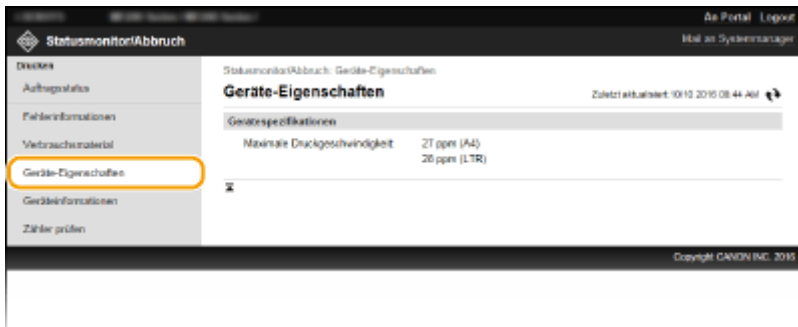 An Portal Logout
Statusmonitor/Abbruch
Mail an Systemmanager
Drucken
Auftragsstatus
Fehlerinformationen
Verbrauchsmaterial
Geräte-Eigenschaften
Geräteinformationen
Zähler prüfen
Statusmonitor/Abbruch: Geräte-Eigenschaften
Geräte-Eigenschaften
Zuletzt aktualisiert: 10/10 2016 08:44 AM
Gerätespezifikationen
Maximale Druckgeschwindigkeit 27 ppm (A4)
28 ppm (LTR)
Copyright CANON INC. 2016